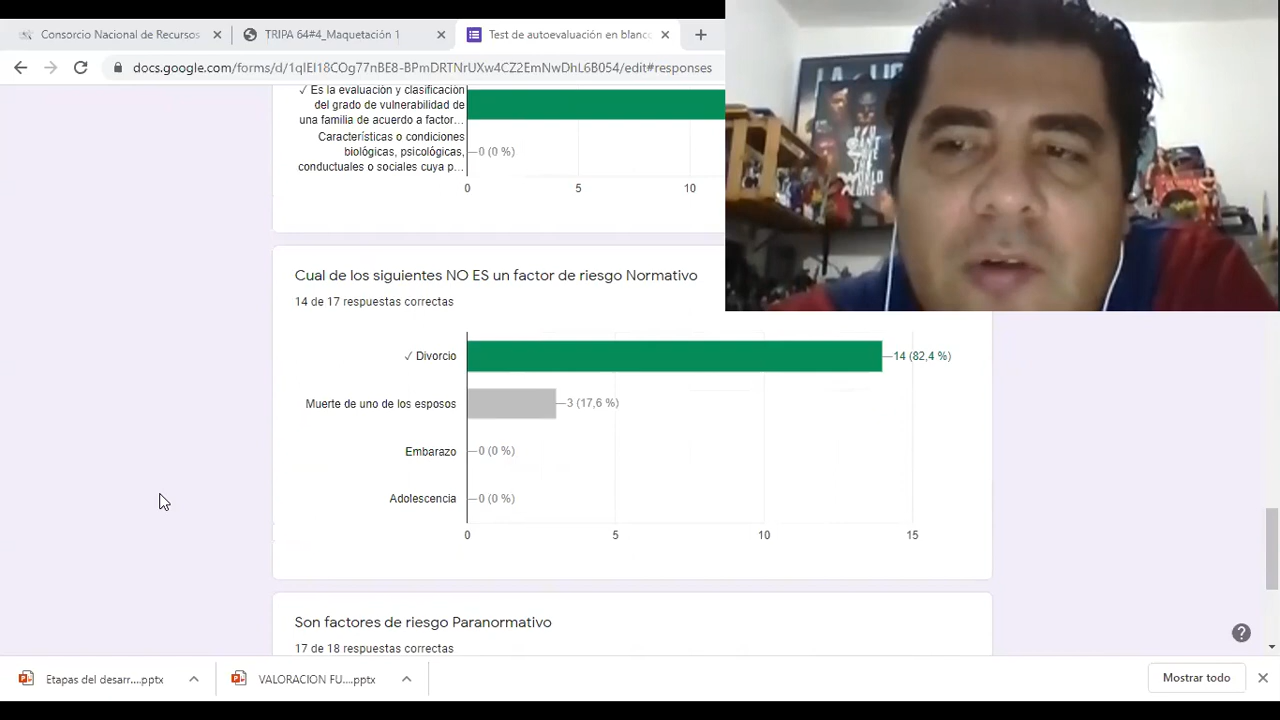 Consorcio Nacional de Recursos
TRIPA 64#4_Maquetación 1
Test de autoevaluación en blanco
docs.google.com/forms/d/1qIEI18COg77nBE8-BPmDRTNrUXw4CZ2EmNwDhL6B054/edit#responses
✓ Es la evaluación y clasificación
del grado de vulnerabilidad de
una familia de acuerdo a factor…
Características o condiciones
biológicas, psicológicas,
conductuales o sociales cuya p…
0 (0 %)
0 5 10
Cual de los siguientes NO ES un factor de riesgo Normativo
14 de 17 respuestas correctas
✓ Divorcio 14 (82,4 %)
Muerte de uno de los esposos 3 (17,6 %)
Embarazo 0 (0 %)
Adolescencia 0 (0 %)
0 5 10 15
Son factores de riesgo Paranormativo
17 de 18 respuestas correctas
Etapas del desarr....pptx
VALORACION FU....pptx
Mostrar todo